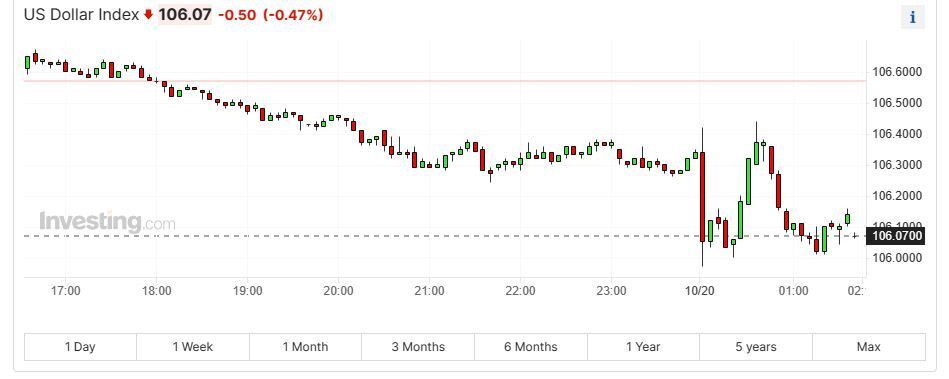 US Dollar Index 106.07 -0.50 (-0.47%)
i
106.6000
106.5000
106.4000
106.3000
106.2000
106.1000
106.0700
106.0000
Investing.com
17:00 18:00 19:00 20:00 21:00 22:00 23:00 10/20 01:00 02:
1 Day 1 Week 1 Month 3 Months 6 Months 1 Year 5 years Max